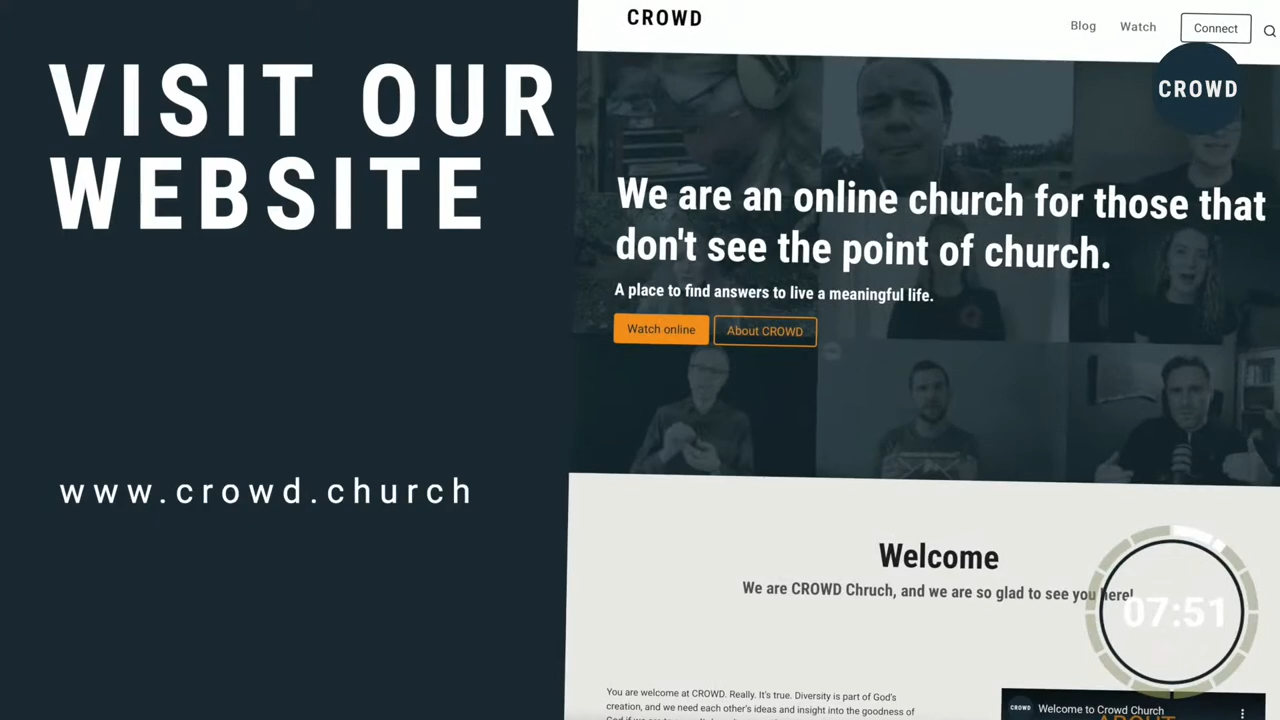 VISIT OUR
WEBSITE
www.crowd.church
CROWD
Blog
Watch
Connect
CROWD
We are an online church for those that
don't see the point of church.
A place to find answers to live a meaningful life.
Watch online
About CROWD
Welcome
We are CROWD Chruch, and we are so glad to see you here!
07:51
You are welcome at CROWD. Really. It's true. Diversity is part of God's
creation, and we need each other's ideas and insight into the goodness of
CROWD
Welcome to Crowd Church
ABOUT